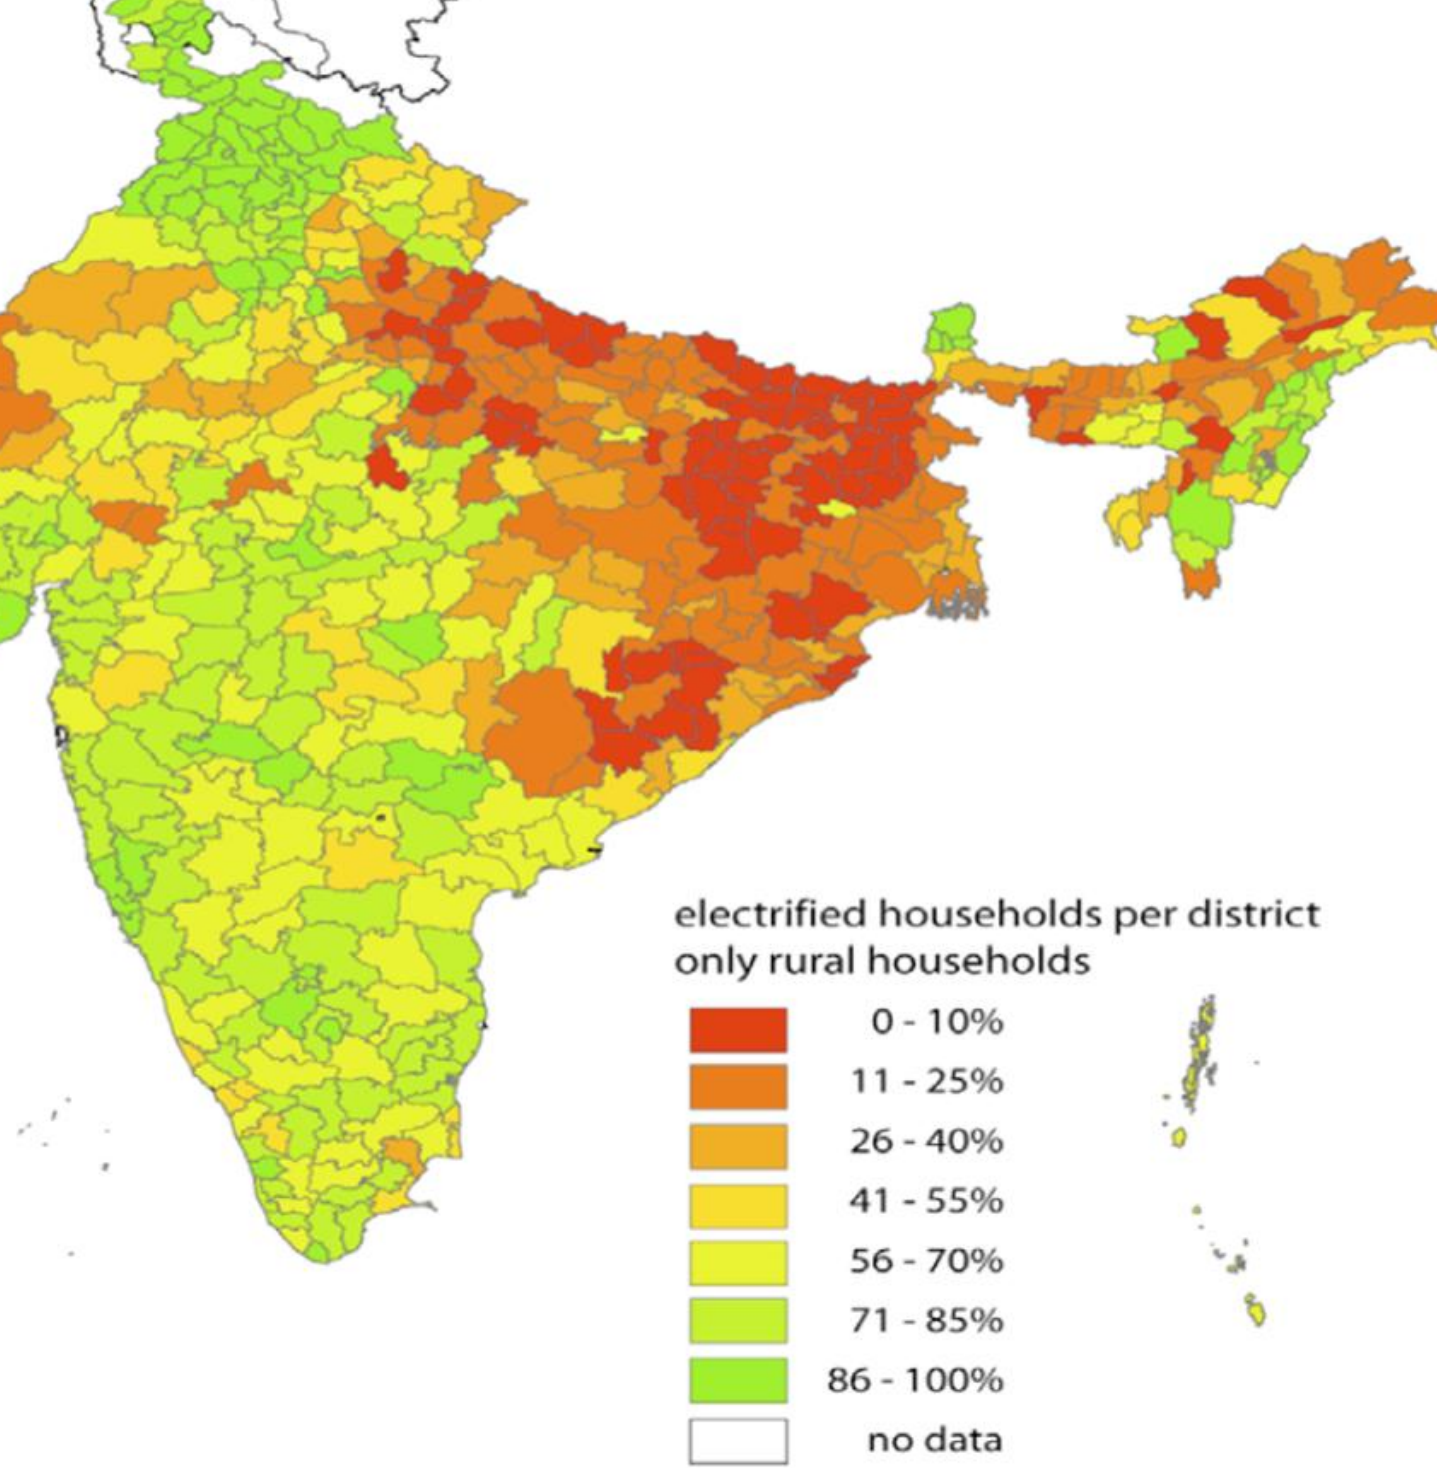 electrified households per district
only rural households
0 - 10%
11 - 25%
26 - 40%
41 - 55%
56 - 70%
71 - 85%
86 - 100%
no data